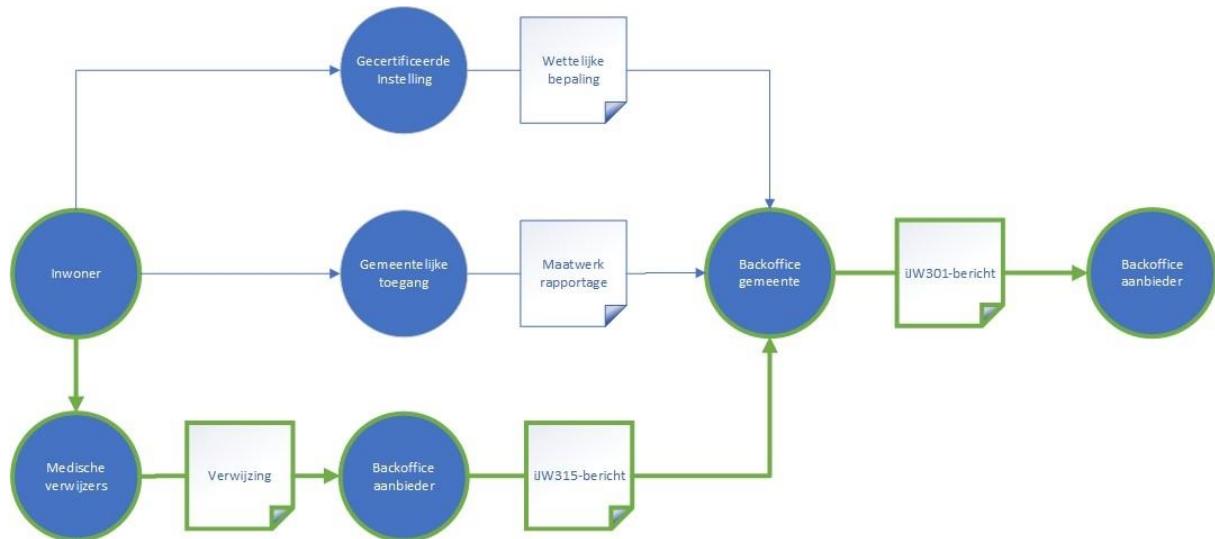 Gecertificeerde
Instelling
Wettelijke
bepaling
Inwoner
Gemeentelijke
toegang
Maatwerk
rapportage
Backoffice
gemeente
iJW301-bericht
Backoffice
aanbieder
Medische
verwijzers
Verwijzing
Backoffice
aanbieder
iJW315-bericht